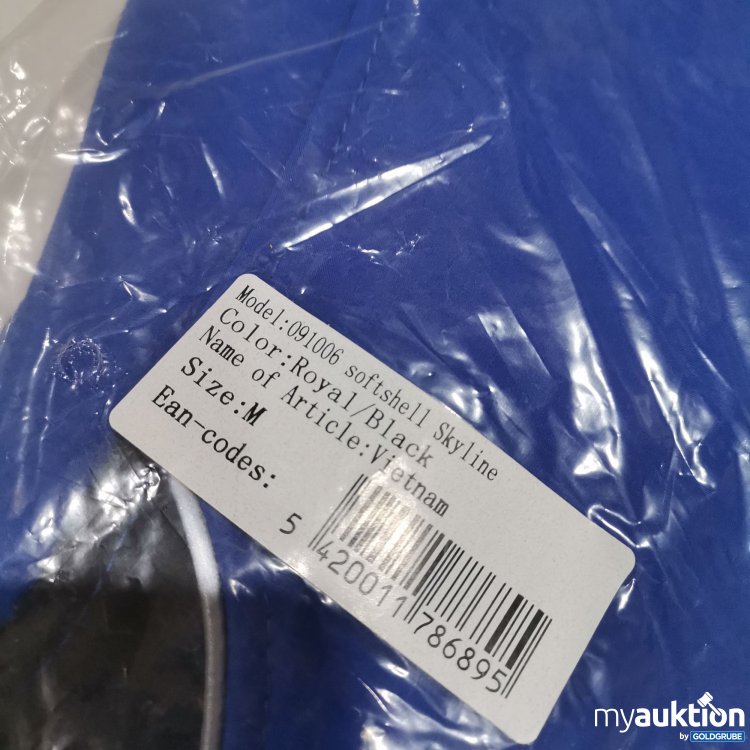 Model:091006 softshell Skyline
Color:Royal/Black
Name of Article:Vietnam
Size:M
Ean-codes:
5 420011 786895
myauktion
by GOLDGRUBE